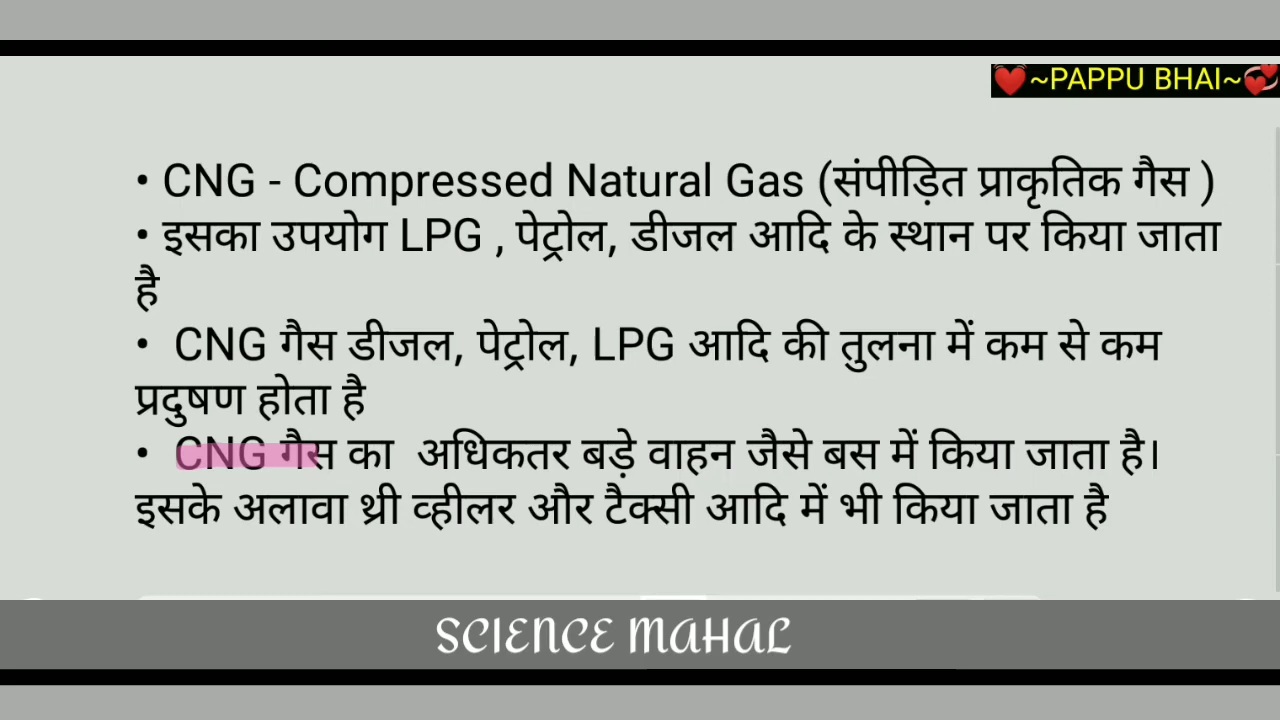 ❤️~PAPPU BHAI~💞
• CNG - Compressed Natural Gas (संपीड़ित प्राकृतिक गैस )
• इसका उपयोग LPG , पेट्रोल, डीजल आदि के स्थान पर किया जाता
है
• CNG गैस डीजल, पेट्रोल, LPG आदि की तुलना में कम से कम
प्रदुषण होता है
• CNG गैस का अधिकतर बड़े वाहन जैसे बस में किया जाता है।
इसके अलावा थ्री व्हीलर और टैक्सी आदि में भी किया जाता है
SCIENCE MAHAL